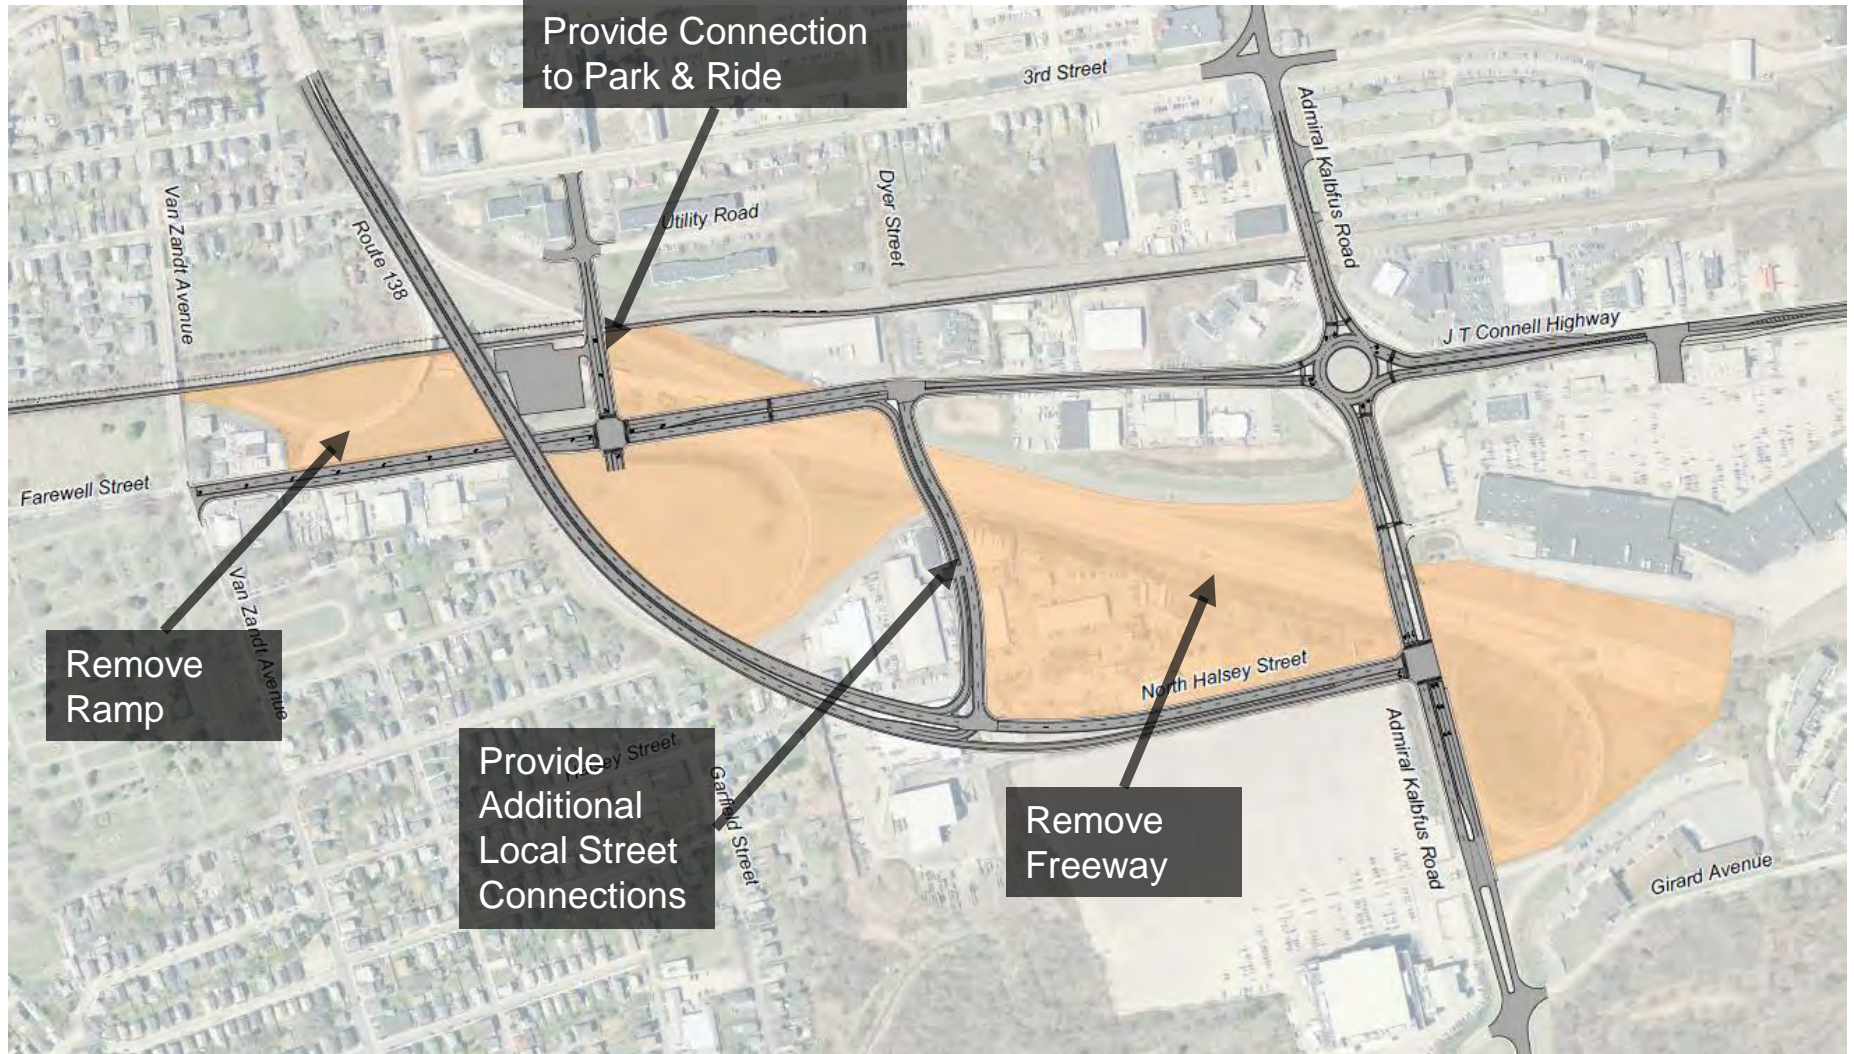 Provide Connection
to Park & Ride
3rd Street
Admiral Kalbfus Road
Van Zandt Avenue
Route 138
Utility Road
Dyer Street
J T Connell Highway
Farewell Street
Van Zandt Avenue
Remove
Ramp
North Halsey Street
Provide
Additional
Local Street
Connections
Halsey Street
Garfield Street
Remove
Freeway
Admiral Kalbfus Road
Girard Avenue